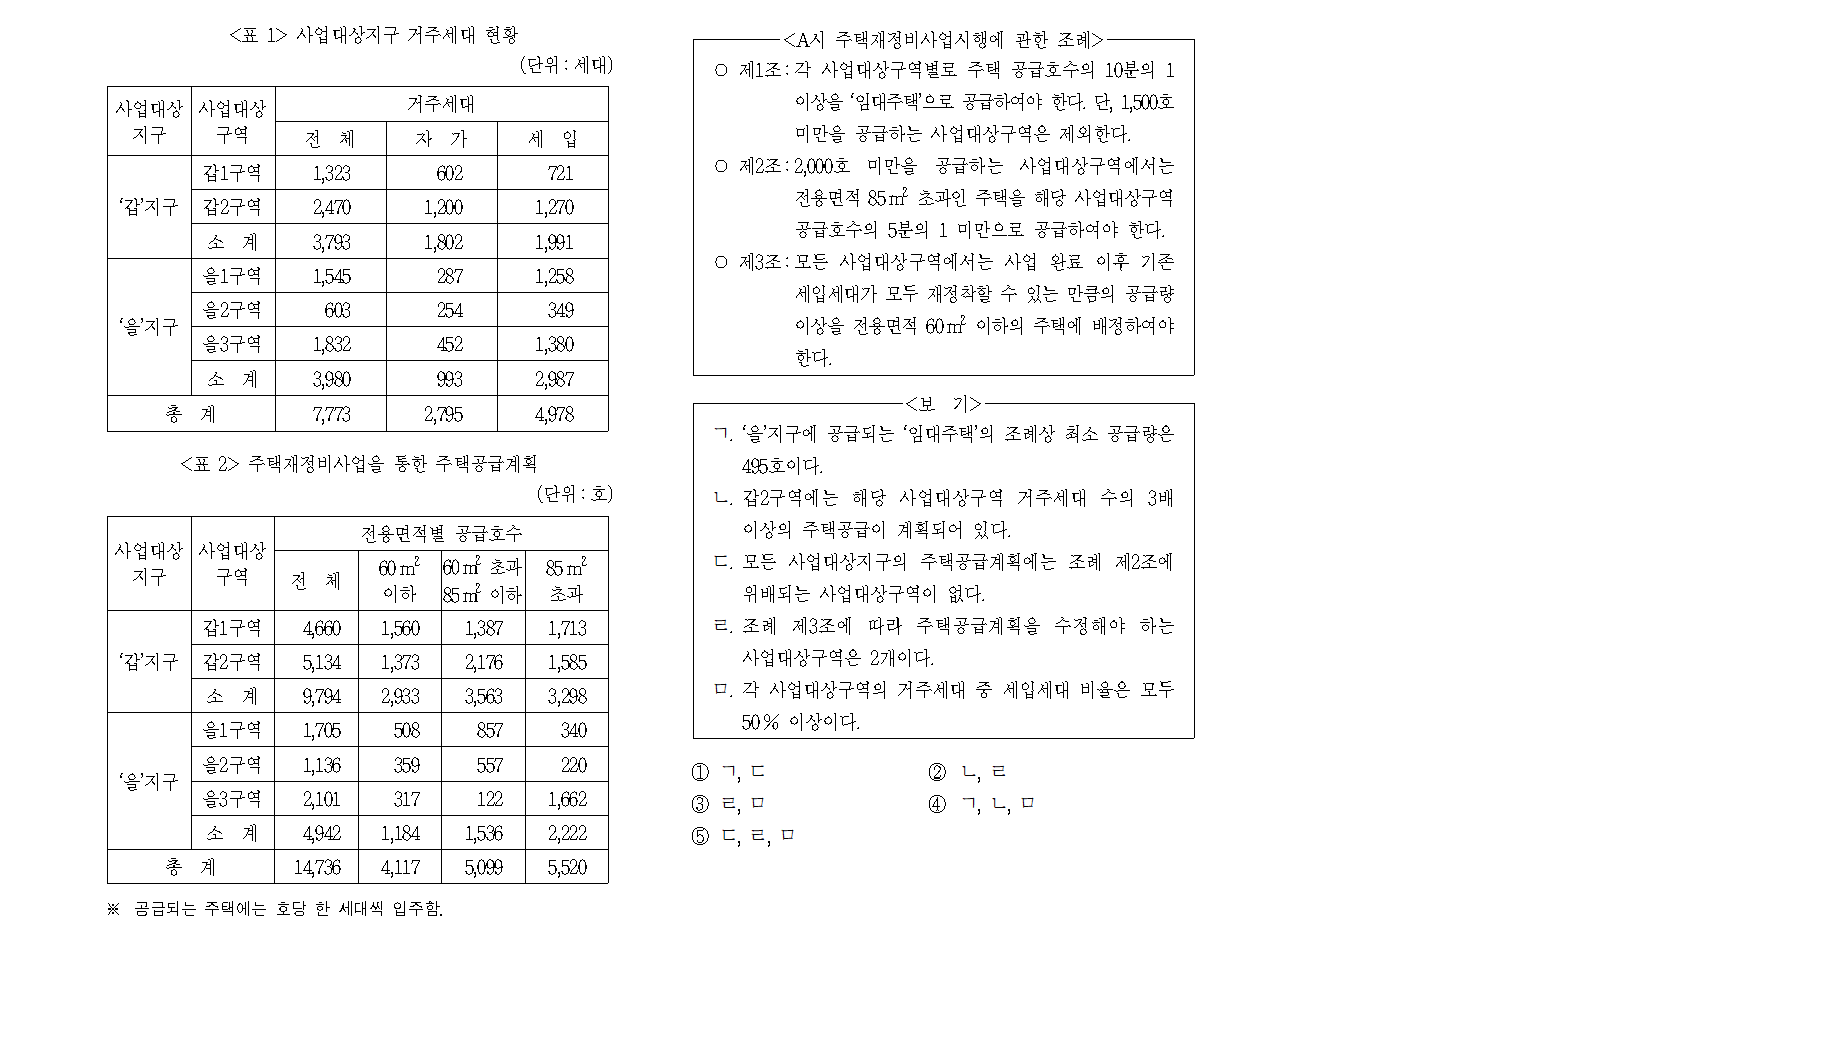 <표 1> 사업대상지구 거주세대 현황
(단위 : 세대)
사업대상 지구 사업대상 구역 거주세대
전 체 자 가 세 입
‘갑’지구 갑1구역 1,323 602 721
갑2구역 2,470 1,200 1,270
소 계 3,793 1,802 1,991
‘을’지구 을1구역 1,545 287 1,258
을2구역 603 254 349
을3구역 1,832 452 1,380
소 계 3,980 993 2,987
총 계 7,773 2,795 4,978
<표 2> 주택재정비사업을 통한 주택공급계획
(단위 : 호)
사업대상 지구 사업대상 구역 전용면적별 공급호수
전 체 60㎡ 이하 60㎡ 초과 85㎡ 이하 85㎡ 초과
‘갑’지구 갑1구역 4,660 1,560 1,387 1,713
갑2구역 5,134 1,373 2,176 1,585
소 계 9,794 2,933 3,563 3,298
‘을’지구 을1구역 1,705 508 857 340
을2구역 1,136 359 557 220
을3구역 2,101 317 122 1,662
소 계 4,942 1,184 1,536 2,222
총 계 14,736 4,117 5,099 5,520
※ 공급되는 주택에는 호당 한 세대씩 입주함.
<A시 주택재정비사업시행에 관한 조례>
○ 제1조 : 각 사업대상구역별로 주택 공급호수의 10분의 1
이상을 ‘임대주택’으로 공급하여야 한다. 단, 1,500호
미만을 공급하는 사업대상구역은 제외한다.
○ 제2조 : 2,000호 미만을 공급하는 사업대상구역에서는
전용면적 85㎡ 초과인 주택을 해당 사업대상구역
공급호수의 5분의 1 미만으로 공급하여야 한다.
○ 제3조 : 모든 사업대상구역에서는 사업 완료 이후 기존
세입세대가 모두 재정착할 수 있는 만큼의 공급량
이상을 전용면적 60㎡ 이하의 주택에 배정하여야
한다.
<보 기>
ㄱ. ‘을’지구에 공급되는 ‘임대주택’의 조례상 최소 공급량은
495호이다.
ㄴ. 갑2구역에는 해당 사업대상구역 거주세대 수의 3배
이상의 주택공급이 계획되어 있다.
ㄷ. 모든 사업대상지구의 주택공급계획에는 조례 제2조에
위배되는 사업대상구역이 없다.
ㄹ. 조례 제3조에 따라 주택공급계획을 수정해야 하는
사업대상구역은 2개이다.
ㅁ. 각 사업대상구역의 거주세대 중 세입세대 비율은 모두
50% 이상이다.
① ㄱ, ㄷ ② ㄴ, ㄹ
③ ㄹ, ㅁ ④ ㄱ, ㄴ, ㅁ
⑤ ㄷ, ㄹ, ㅁ